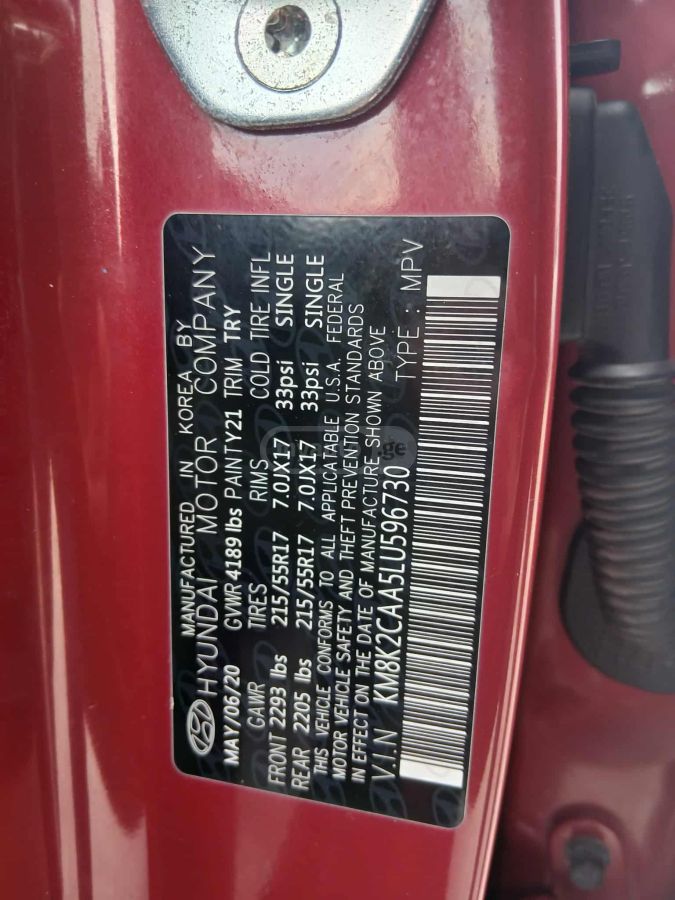 MANUFACTURED IN KOREA BY
HYUNDAI MOTOR COMPANY
MAY/06/20 GVWR 4189 lbs PAINT Y21 TRIM TRY
GAWR TIRES RIMS COLD TIRE INFL
FRONT 2293 lbs 215/55R17 7.0JX17 33psi SINGLE
REAR 2205 lbs 215/55R17 7.0JX17 33psi SINGLE
THIS VEHICLE CONFORMS TO ALL APPLICATABLE U.S.A. FEDERAL
MOTOR VEHICLE SAFETY AND THEFT PREVENTION STANDARDS
IN EFFECT ON THE DATE OF MANUFACTURE SHOWN ABOVE
V.I.N KM8K2CAA5LU596730 TYPE : MPV